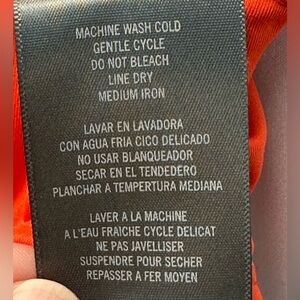 MACHINE WASH COLD
GENTLE CYCLE
DO NOT BLEACH
LINE DRY
MEDIUM IRON
LAVAR EN LAVADORA
CON AGUA FRIA CICO DELICADO
NO USAR BLANQUEADOR
SECAR EN EL TENDEDERO
PLANCHAR A TEMPERTURA MEDIANA
LAVER A LA MACHINE
A L'EAU FRAICHE CYCLE DELICAT
NE PAS JAVELLISER
SUSPENDRE POUR SECHER
REPASSER A FER MOYEN